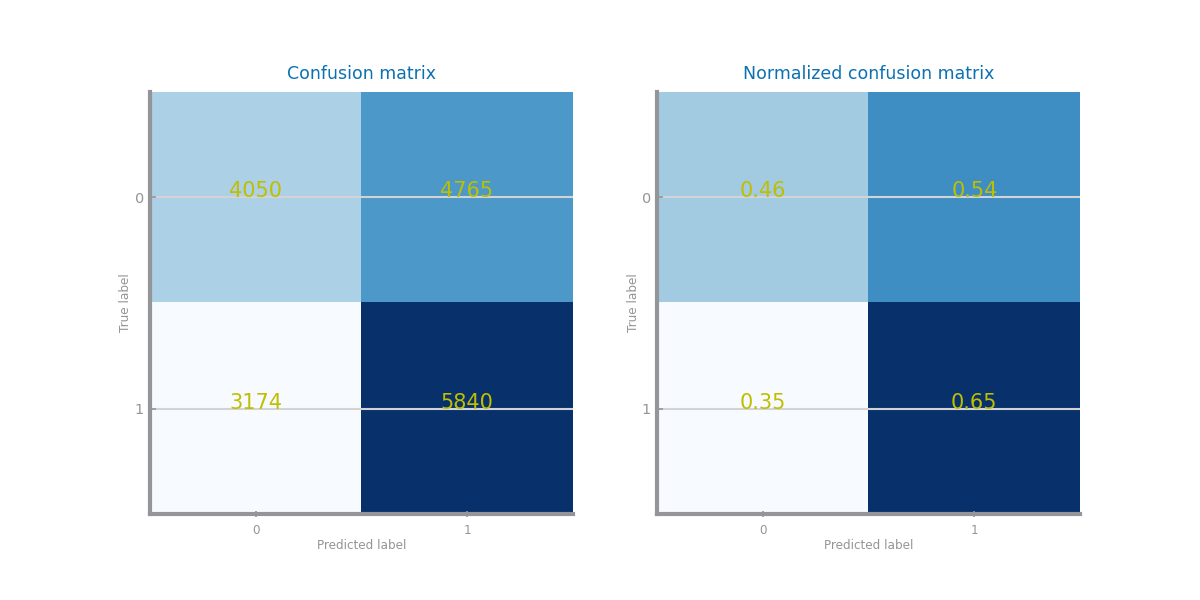 Confusion matrix
4050 4765
0
3174 5840
1
True label
0 1
Predicted label
Normalized confusion matrix
0.46 0.54
0
0.35 0.65
1
True label
0 1
Predicted label